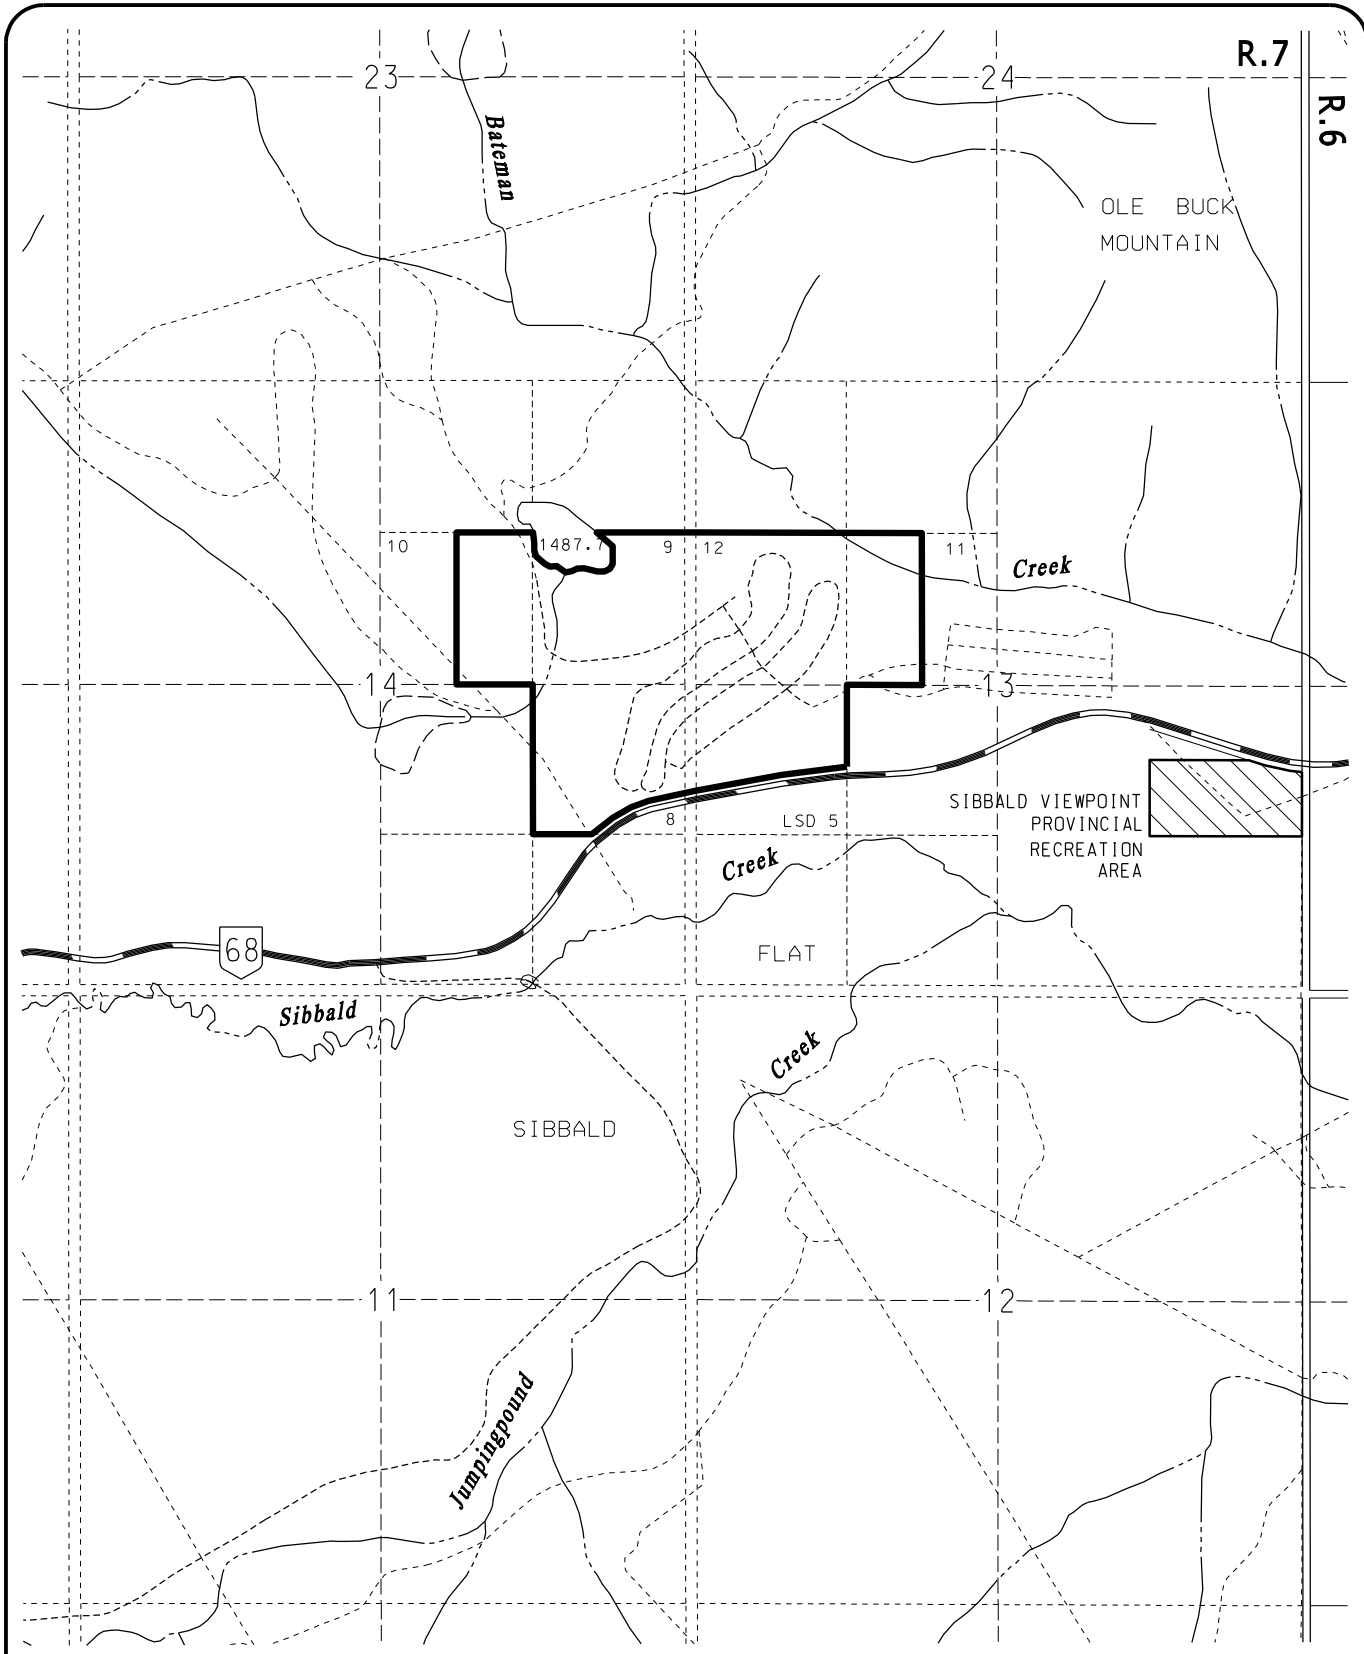 R.7
R.6
23
24
Bateman
OLE BUCK
MOUNTAIN
10
1487.7
9
12
11
Creek
14
13
SIBBALD VIEWPOINT
PROVINCIAL
RECREATION
AREA
8
LSD 5
Creek
68
FLAT
Sibbald
Creek
SIBBALD
11
12
Jumpingpound